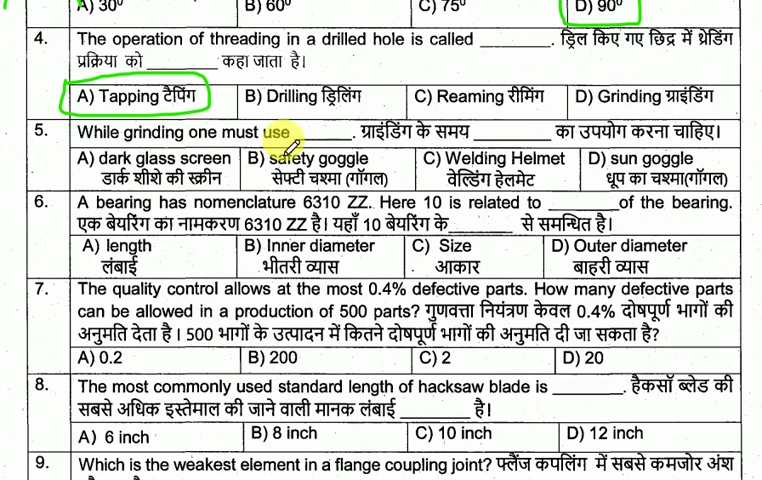 A) 30⁰ B) 60⁰ C) 75⁰ D) 90⁰
4. The operation of threading in a drilled hole is called ________. ड्रिल किए गए छिद्र में थ्रेडिंग
प्रक्रिया को ________ कहा जाता है।
A) Tapping टैपिंग B) Drilling ड्रिलिंग C) Reaming रीमिंग D) Grinding ग्राइंडिंग
5. While grinding one must use ______. ग्राइंडिंग के समय _________ का उपयोग करना चाहिए।
A) dark glass screen B) safety goggle C) Welding Helmet D) sun goggle
डार्क शीशे की स्क्रीन सेफ्टी चश्मा (गॉगल) वेल्डिंग हेलमेट धूप का चश्मा(गॉगल)
6. A bearing has nomenclature 6310 ZZ. Here 10 is related to ________of the bearing.
एक बेयरिंग का नामकरण 6310 ZZ है। यहाँ 10 बेयरिंग के________ से समन्धित है।
A) length B) Inner diameter C) Size D) Outer diameter
लंबाई भीतरी व्यास आकार बाहरी व्यास
7. The quality control allows at the most 0.4% defective parts. How many defective parts
can be allowed in a production of 500 parts? गुणवत्ता नियंत्रण केवल 0.4% दोषपूर्ण भागों की
अनुमति देता है । 500 भागों के उत्पादन में कितने दोषपूर्ण भागों की अनुमति दी जा सकता है?
A) 0.2 B) 200 C) 2 D) 20
8. The most commonly used standard length of hacksaw blade is ________. हैकसॉ ब्लेड की
सबसे अधिक इस्तेमाल की जाने वाली मानक लंबाई ________ है।
A) 6 inch B) 8 inch C) 10 inch D) 12 inch
9. Which is the weakest element in a flange coupling joint? फ्लैंज कपलिंग में सबसे कमजोर अंश